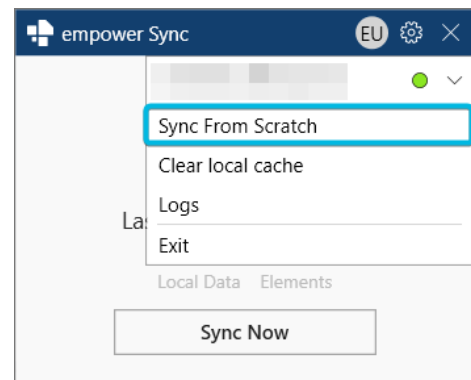 empower Sync EU
Sync From Scratch
Clear local cache
Logs
Exit
Local Data Elements
Sync Now